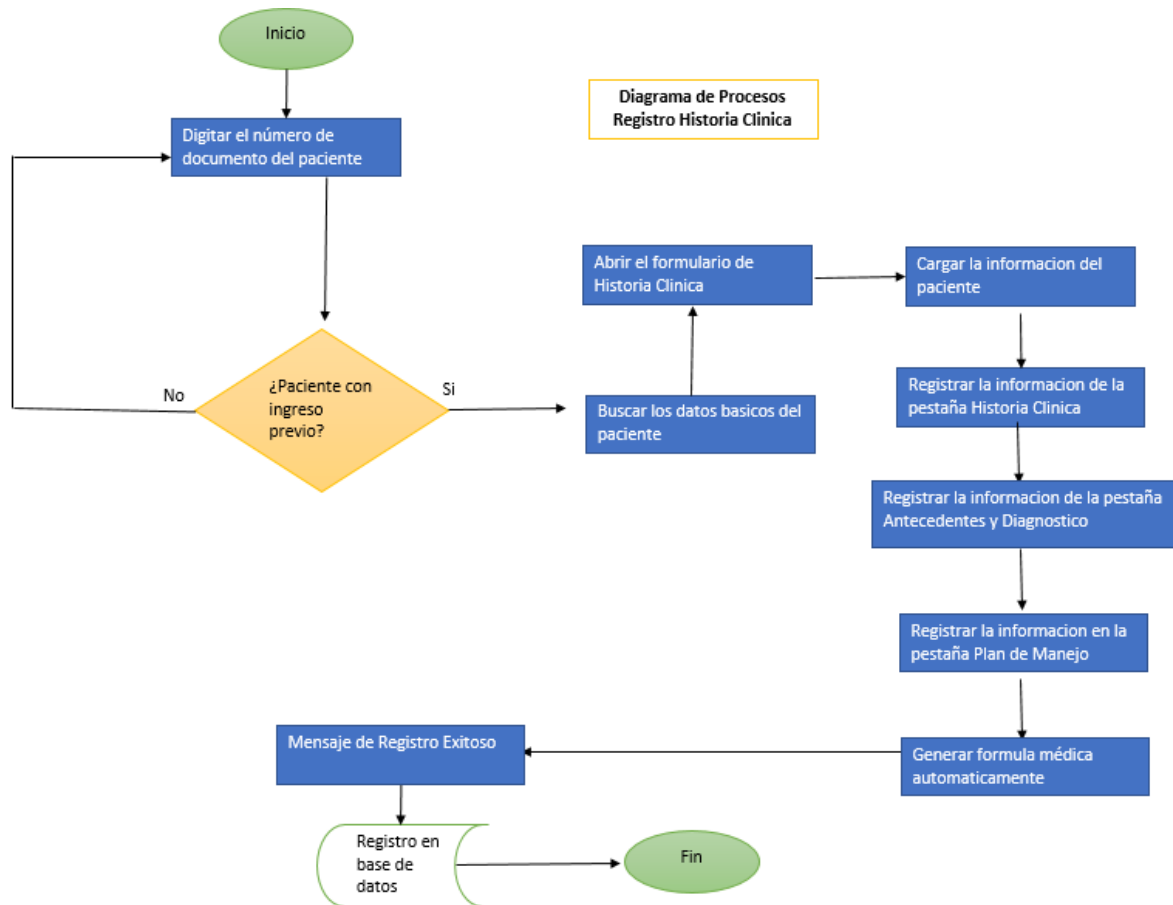 Inicio
Diagrama de Procesos
Registro Historia Clinica
Digitar el número de
documento del paciente
Abrir el formulario de
Historia Clinica
Cargar la informacion del
paciente
No
¿Paciente con
ingreso
previo?
Si
Buscar los datos basicos del
paciente
Registrar la informacion de la
pestaña Historia Clinica
Registrar la informacion de la pestaña
Antecedentes y Diagnostico
Registrar la informacion en la
pestaña Plan de Manejo
Generar formula médica
automaticamente
Mensaje de Registro Exitoso
Registro en
base de
datos
Fin